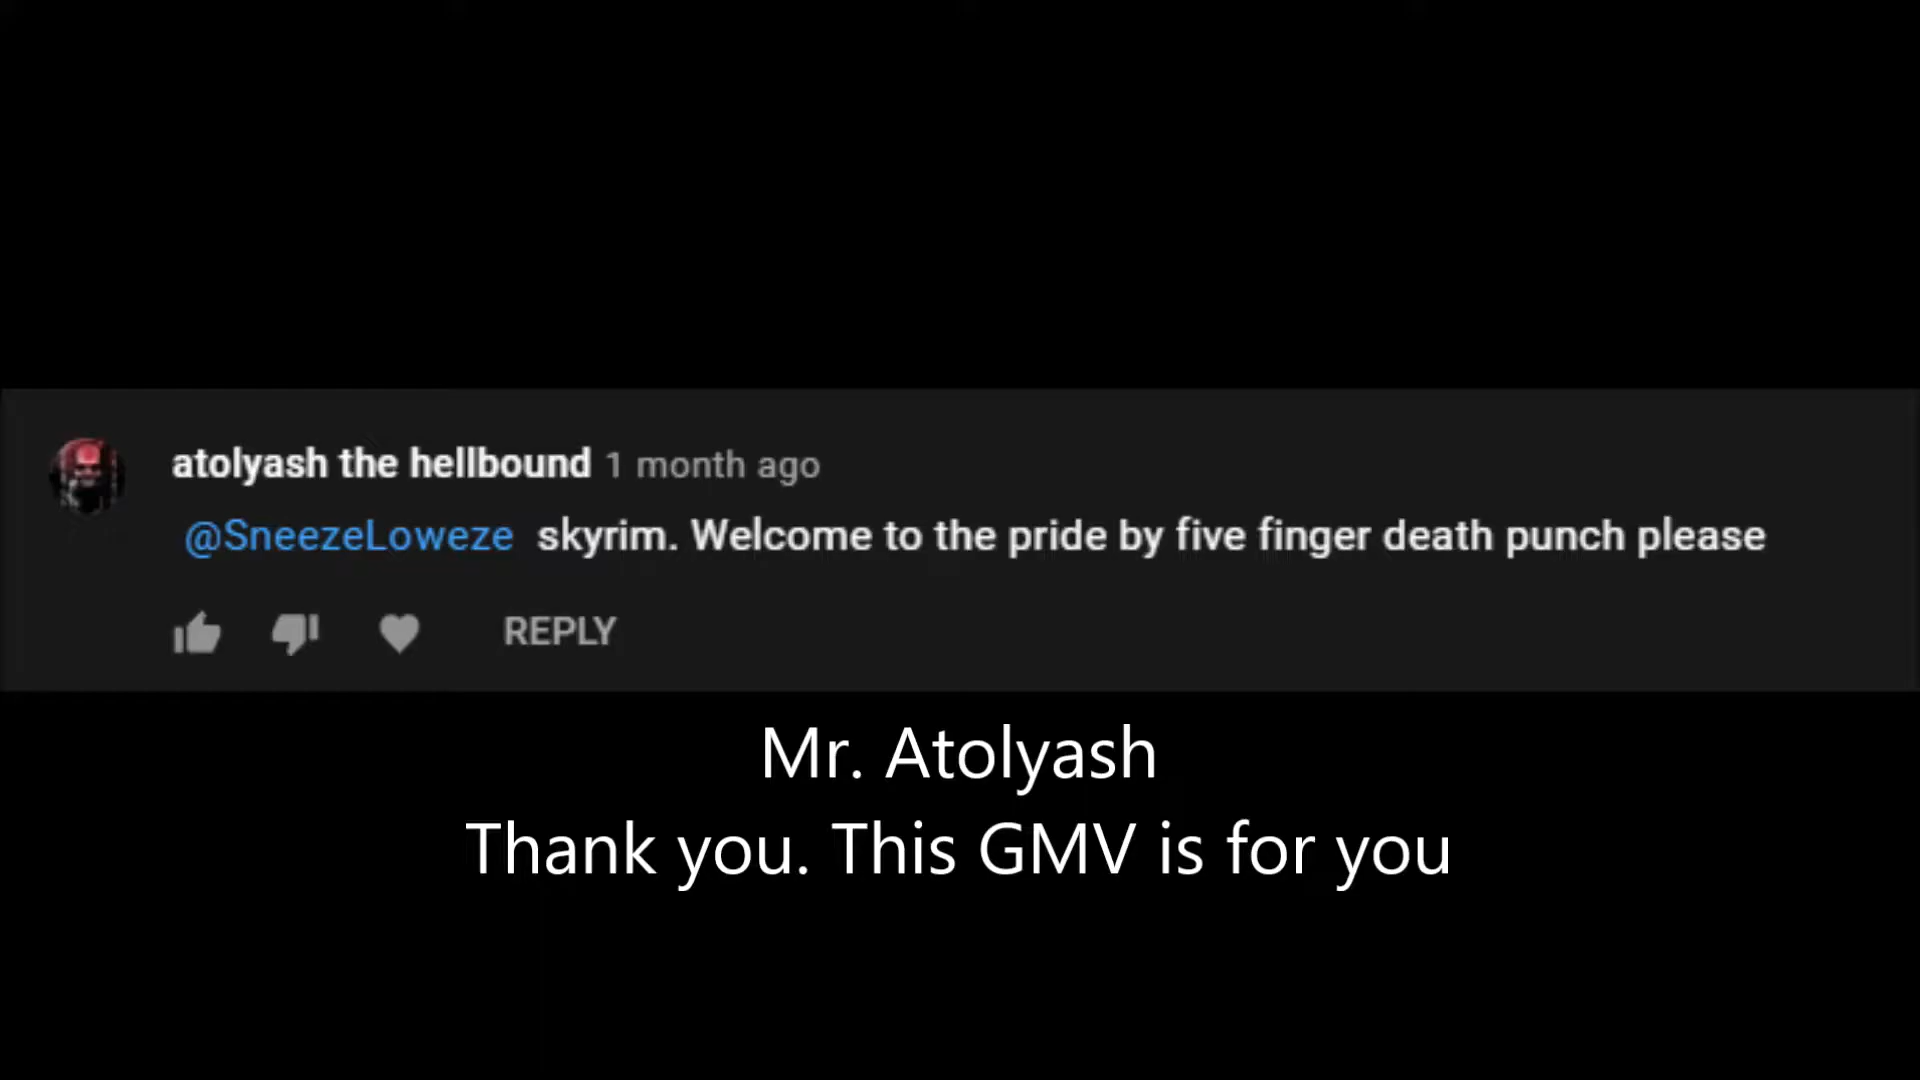 atolyash the hellbound 1 month ago
@SneezeLoweze skyrim. Welcome to the pride by five finger death punch please
REPLY
Mr. Atolyash
Thank you. This GMV is for you